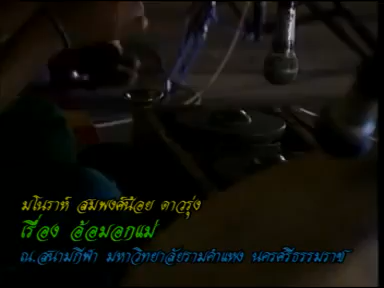 มโนราห์ สมพงศ์น้อย ดาวรุ่ง
เรื่อง อ้อมอกแม่
ณ.สนามกีฬา มหาวิทยาลัยรามคำแหง นครศรีธรรมราช